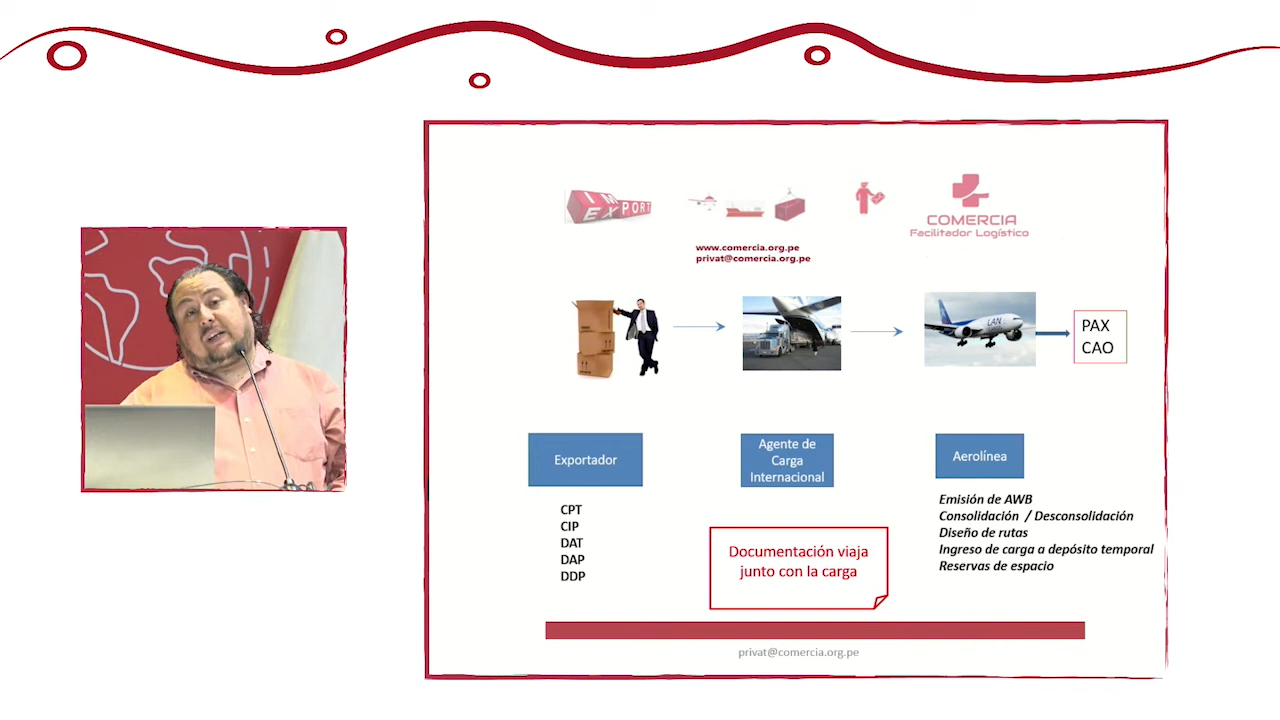 IM
EXPORT
COMERCIA
Facilitador Logístico
www.comercia.org.pe
privat@comercia.org.pe
LAN
PAX
CAO
Exportador
Agente de
Carga
Internacional
Aerolínea
CPT
CIP
DAT
DAP
DDP
Documentación viaja
junto con la carga
Emisión de AWB
Consolidación / Desconsolidación
Diseño de rutas
Ingreso de carga a depósito temporal
Reservas de espacio
privat@comercia.org.pe